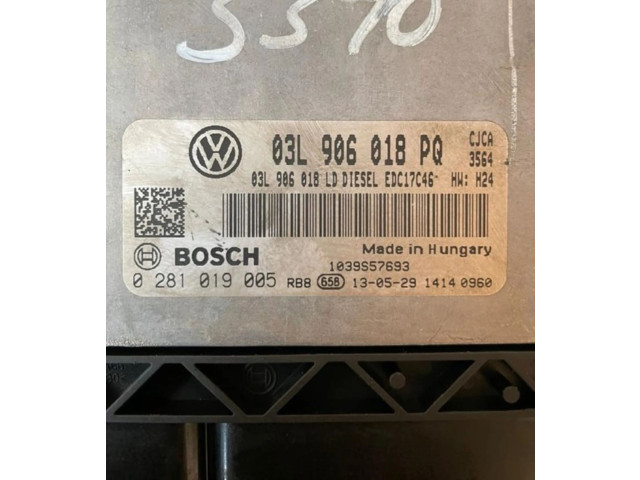 5570
03L 906 018 PQ CJCA
3564
03L 906 018 LD DIESEL EDC17C46 HW: H24
BOSCH Made in Hungary
1039S57693
0 281 019 005 RB8 65B 13-05-29 1414 0960